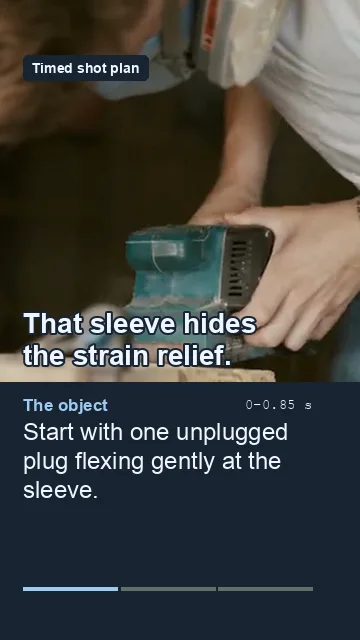 Timed shot plan
That sleeve hides
the strain relief.
The object
0–0.85 s
Start with one unplugged
plug flexing gently at the
sleeve.